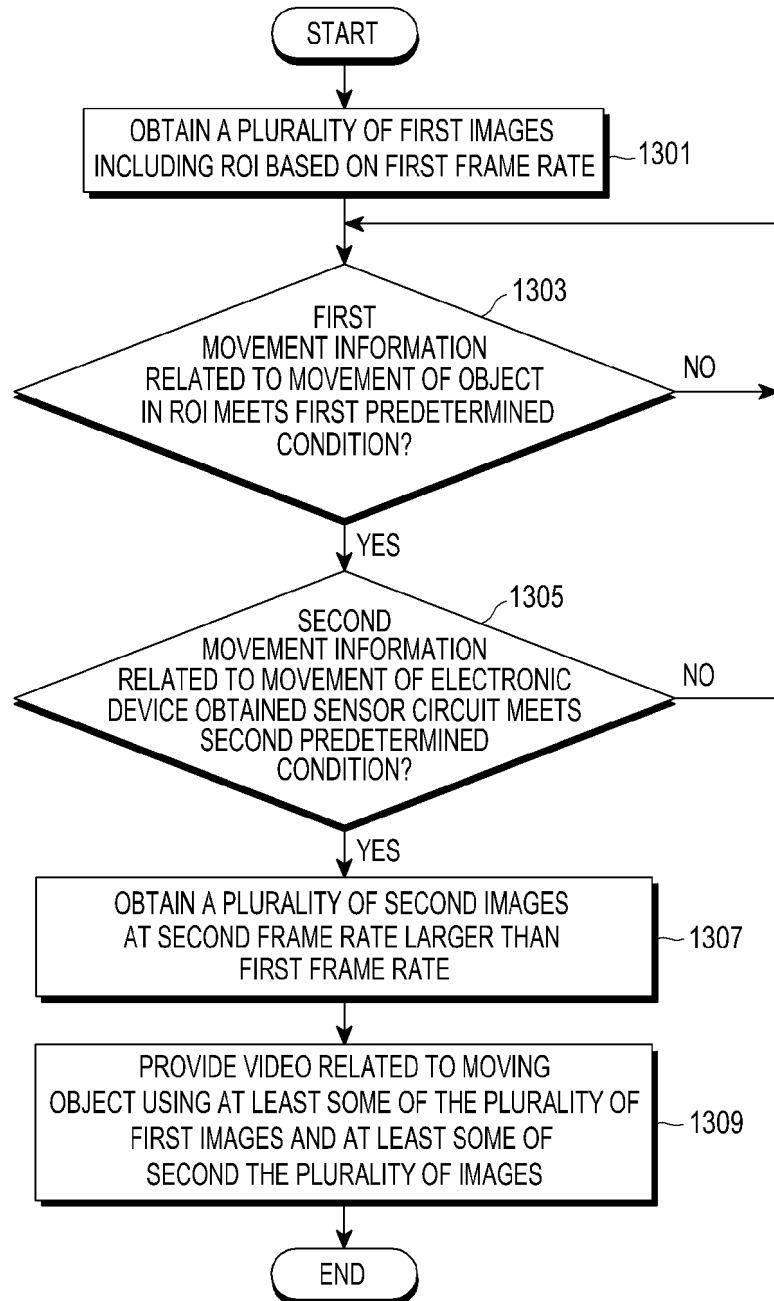 START
OBTAIN A PLURALITY OF FIRST IMAGES
INCLUDING ROI BASED ON FIRST FRAME RATE
1301
1303
FIRST
MOVEMENT INFORMATION
RELATED TO MOVEMENT OF OBJECT
IN ROI MEETS FIRST PREDETERMINED
CONDITION?
NO
YES
1305
SECOND
MOVEMENT INFORMATION
RELATED TO MOVEMENT OF ELECTRONIC
DEVICE OBTAINED SENSOR CIRCUIT MEETS
SECOND PREDETERMINED
CONDITION?
NO
YES
OBTAIN A PLURALITY OF SECOND IMAGES
AT SECOND FRAME RATE LARGER THAN
FIRST FRAME RATE
1307
PROVIDE VIDEO RELATED TO MOVING
OBJECT USING AT LEAST SOME OF THE PLURALITY OF
FIRST IMAGES AND AT LEAST SOME OF
SECOND THE PLURALITY OF IMAGES
1309
END